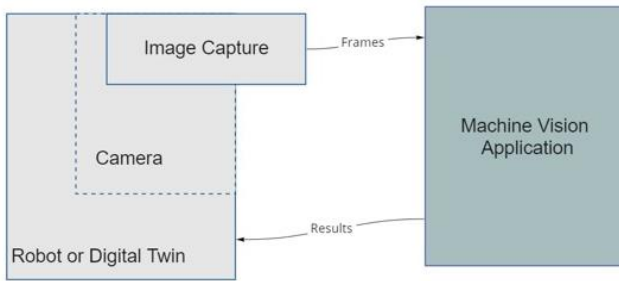 Image Capture
Frames
Machine Vision
Application
Camera
Results
Robot or Digital Twin